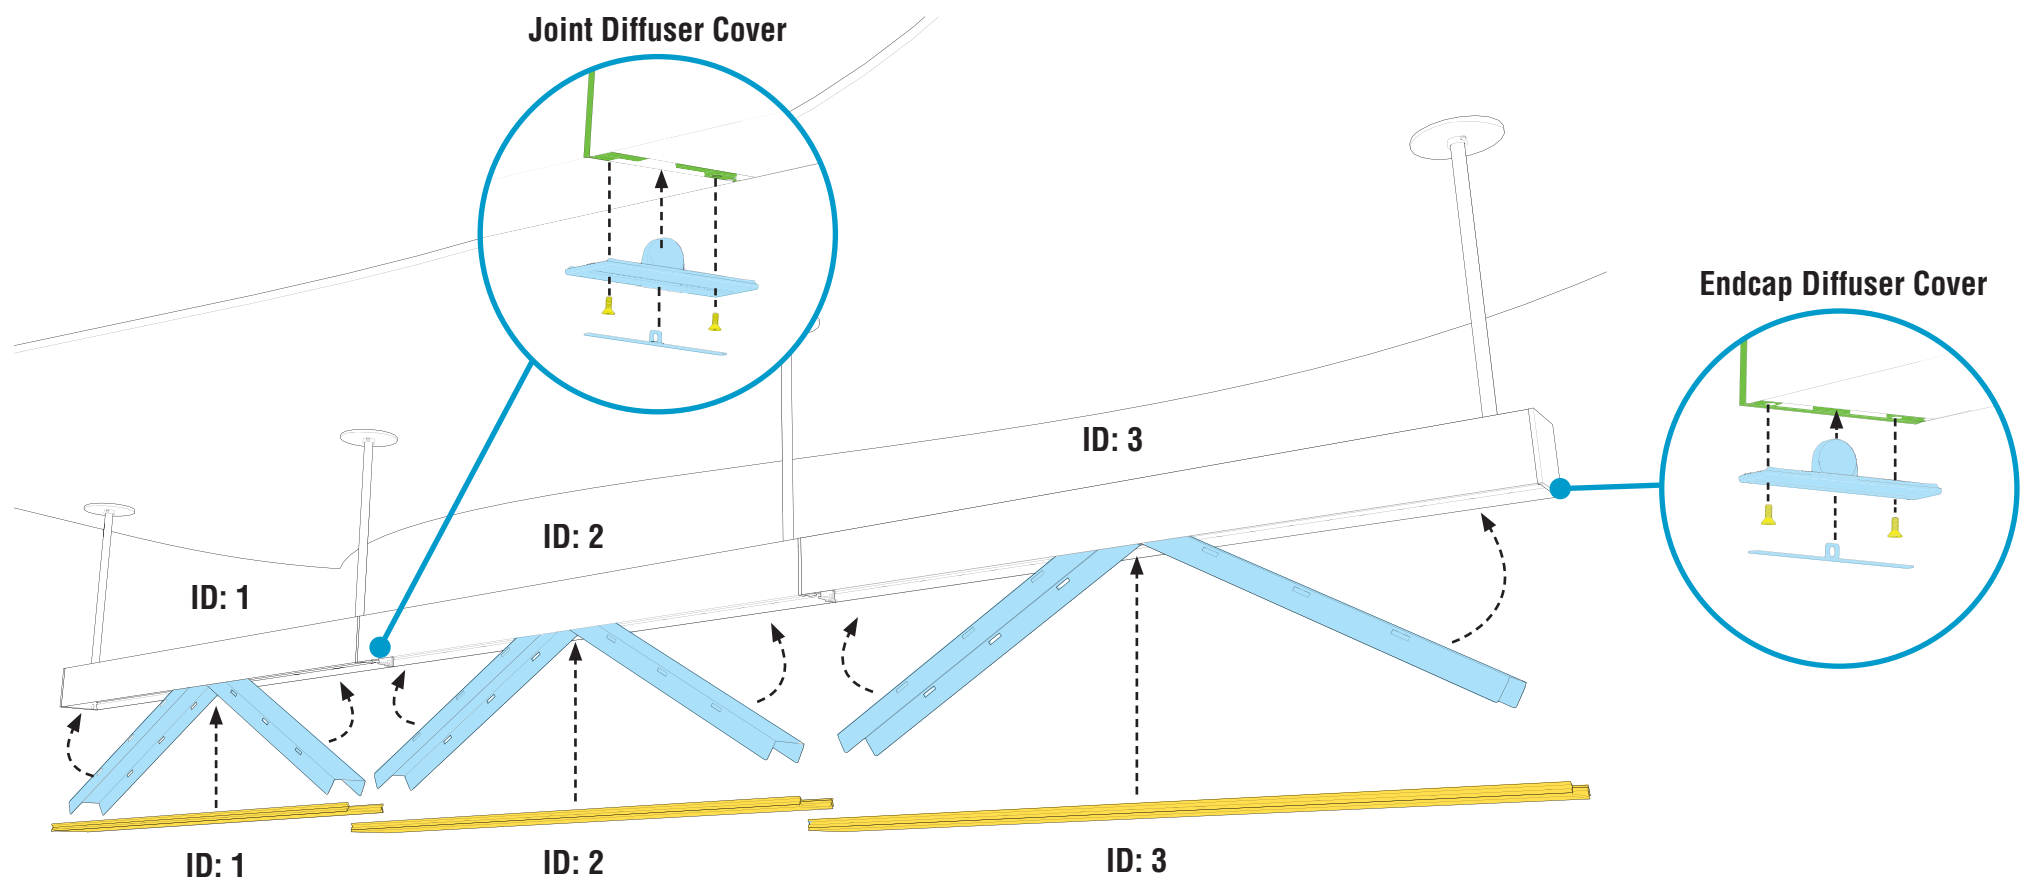 Joint Diffuser Cover
Endcap Diffuser Cover
ID: 3
ID: 2
ID: 1
ID: 1
ID: 2
ID: 3